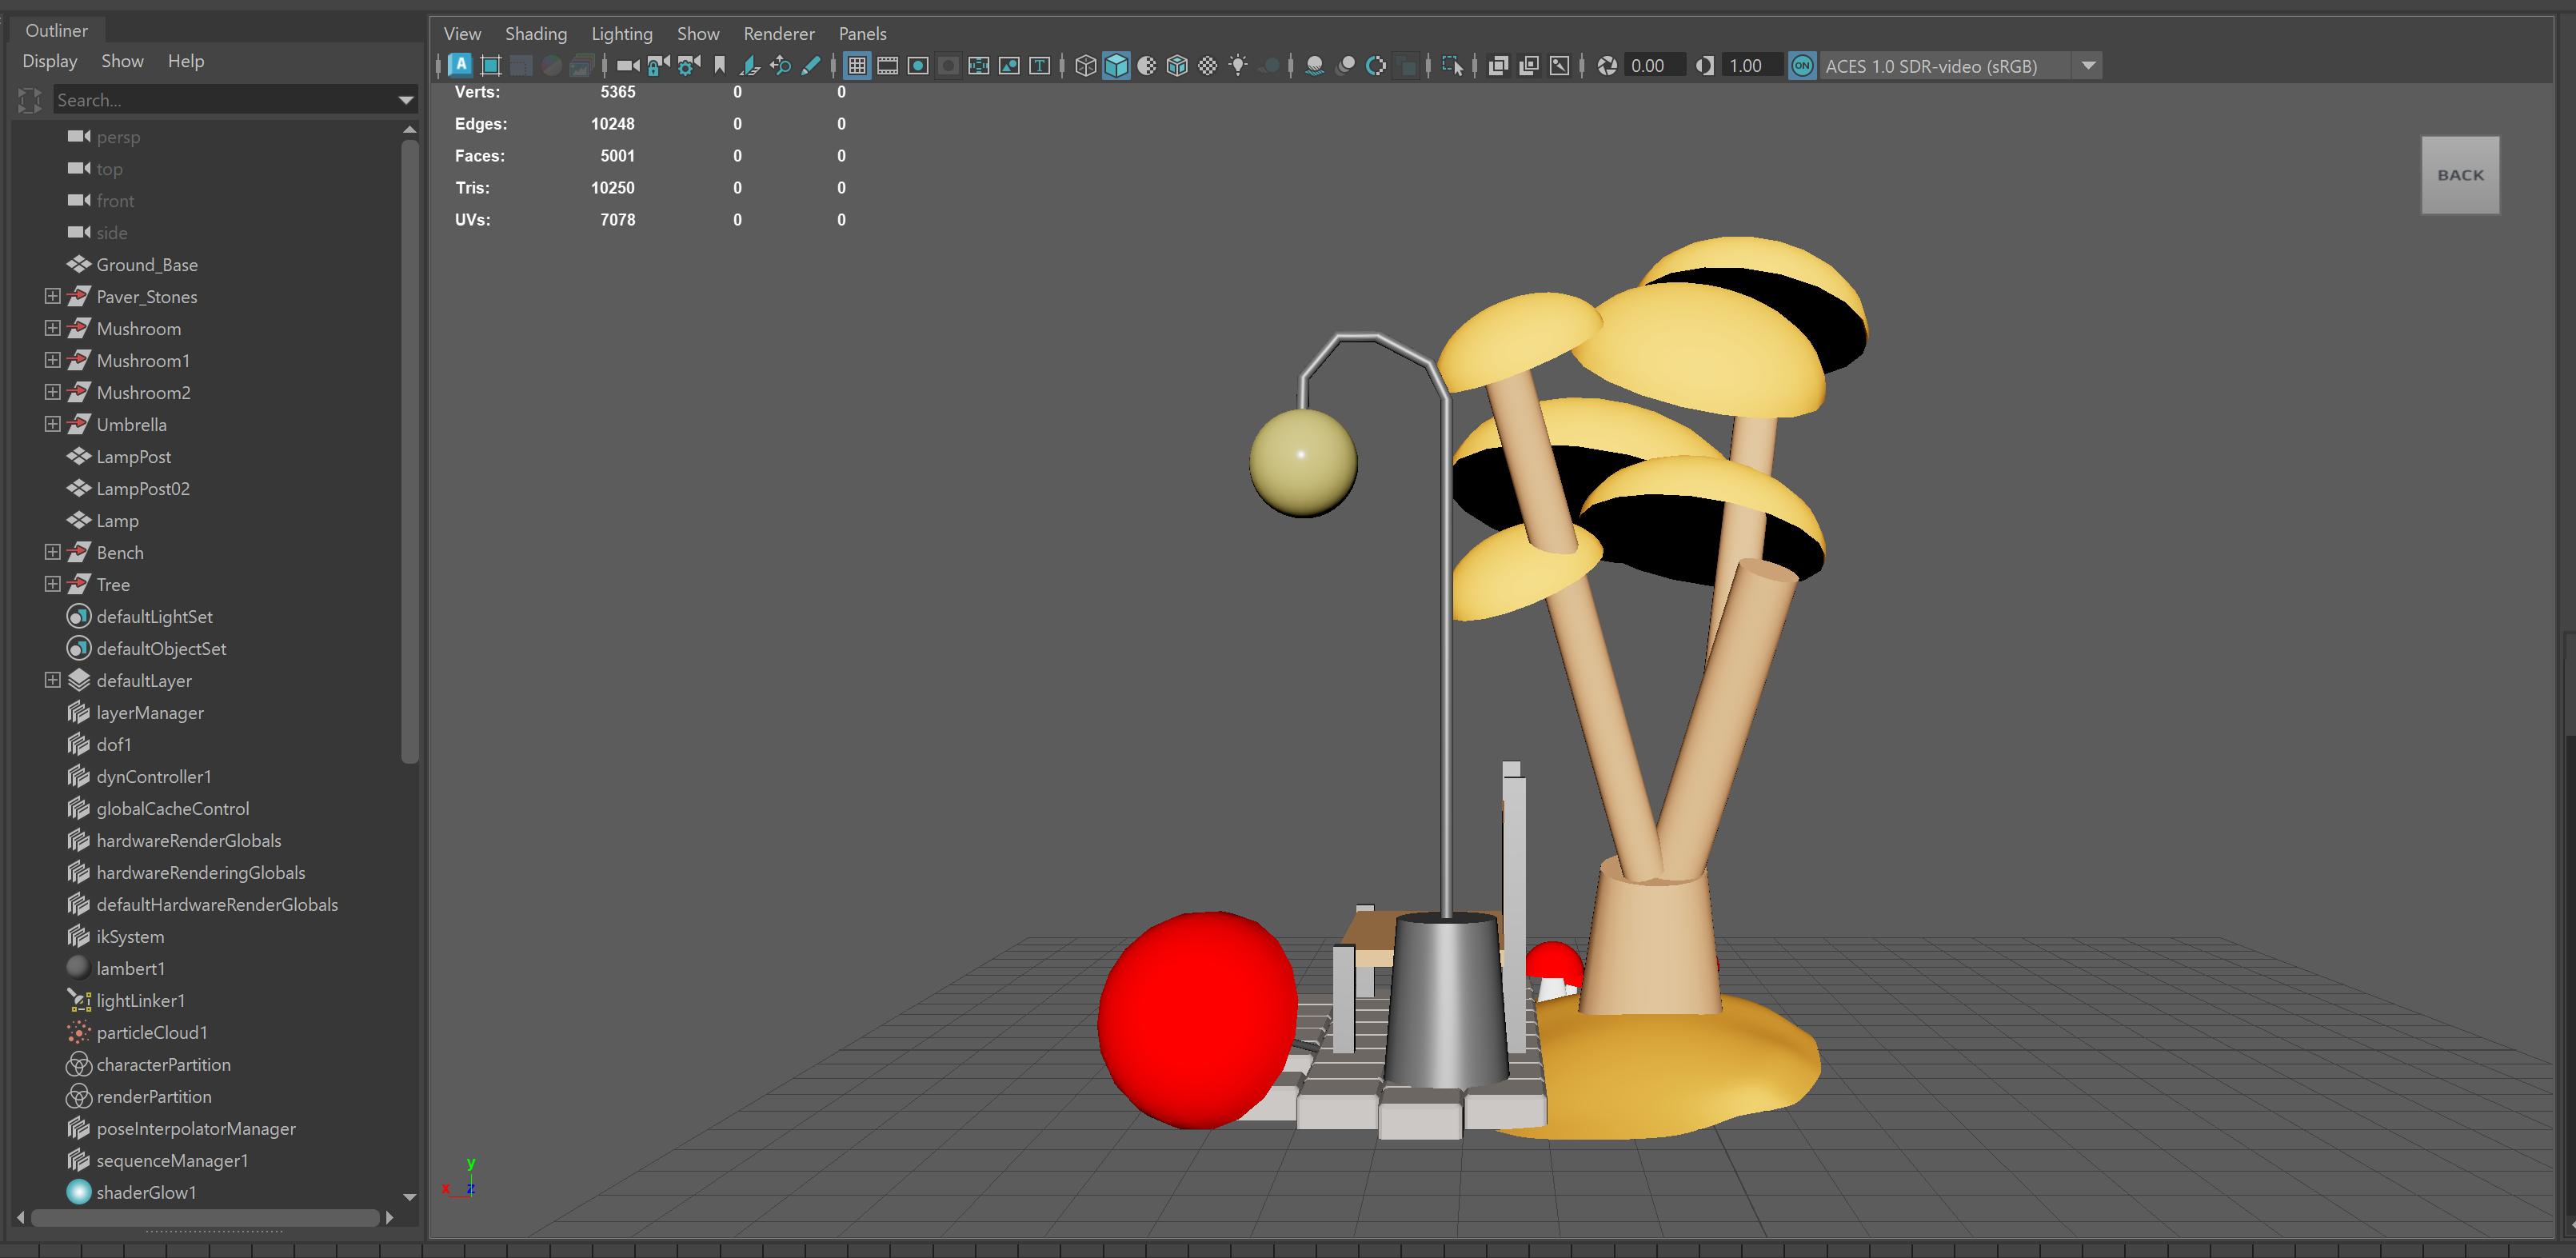 Outliner
Display Show Help
Search...
persp
top
front
side
Ground_Base
Paver_Stones
Mushroom
Mushroom1
Mushroom2
Umbrella
LampPost
LampPost02
Lamp
Bench
Tree
defaultLightSet
defaultObjectSet
defaultLayer
layerManager
dof1
dynController1
globalCacheControl
hardwareRenderGlobals
hardwareRenderingGlobals
defaultHardwareRenderGlobals
ikSystem
lambert1
lightLinker1
particleCloud1
characterPartition
renderPartition
poseInterpolatorManager
sequenceManager1
shaderGlow1
View Shading Lighting Show Renderer Panels
A T 0.00 1.00 ON ACES 1.0 SDR-video (sRGB)
Verts: 5365 0 0
Edges: 10248 0 0
Faces: 5001 0 0
Tris: 10250 0 0
UVs: 7078 0 0
BACK
y
x z